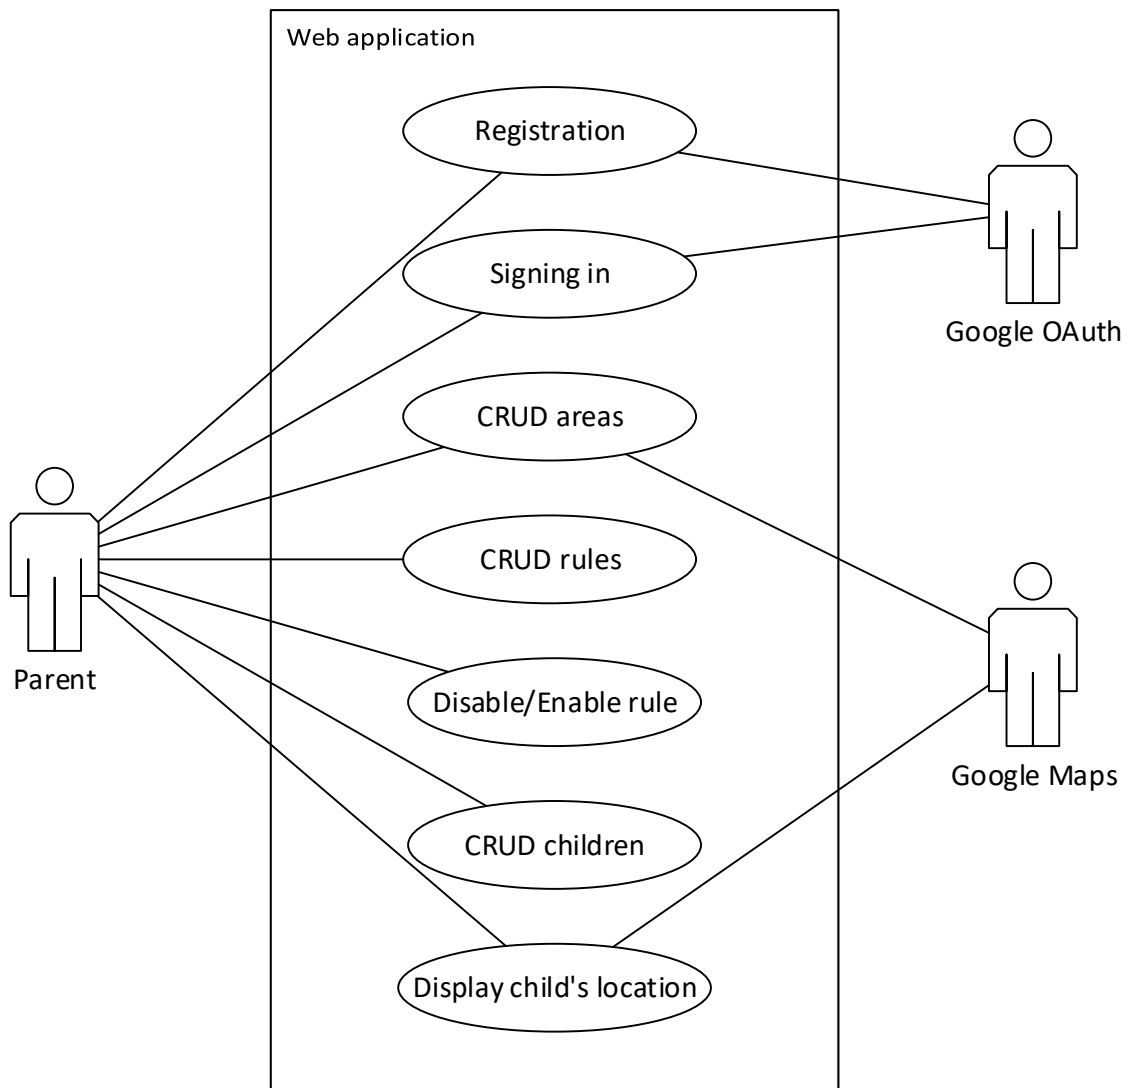 Web application
Registration
Signing in
Google OAuth
CRUD areas
CRUD rules
Parent
Disable/Enable rule
Google Maps
CRUD children
Display child's location